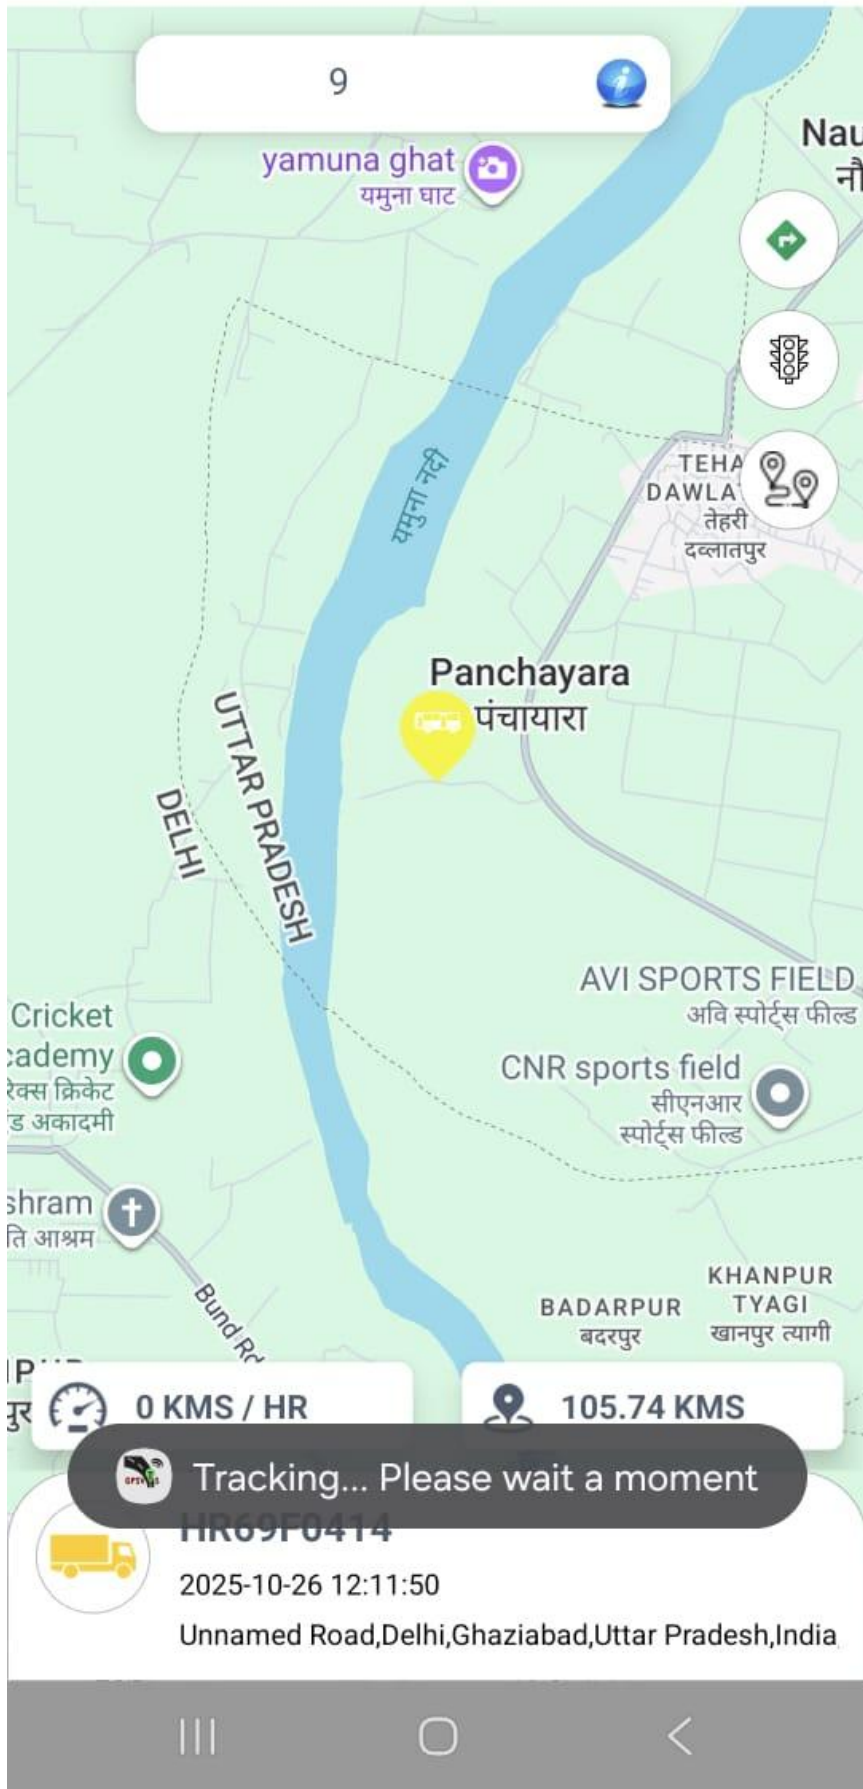 9
yamuna ghat
यमुना घाट
Nau
नौ
यमुना नदी
TEHA
DAWLA
तेहरी
दव्लातपुर
Panchayara
पंचायारा
UTTAR PRADESH
DELHI
AVI SPORTS FIELD
अवि स्पोर्ट्स फील्ड
Cricket
cademy
रेक्स क्रिकेट
ड अकादमी
CNR sports field
सीएनआर
स्पोर्ट्स फील्ड
shram
ति आश्रम
Bund Rd
KHANPUR
TYAGI
खानपुर त्यागी
BADARPUR
बदरपुर
पुर
0 KMS / HR
105.74 KMS
Tracking... Please wait a moment
HR69F0414
2025-10-26 12:11:50
Unnamed Road,Delhi,Ghaziabad,Uttar Pradesh,India